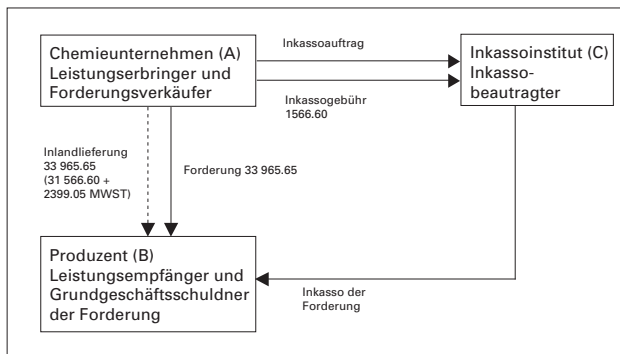 Chemieunternehmen (A)
Leistungserbringer und
Forderungsverkäufer
Inkassoauftrag
Inkassogebühr
1566.60
Inkassoinstitut (C)
Inkasso-
beautragter
Inlandlieferung
33 965.65
(31 566.60 +
2399.05 MWST)
Forderung 33 965.65
Produzent (B)
Leistungsempfänger und
Grundgeschäftsschuldner
der Forderung
Inkasso der
Forderung